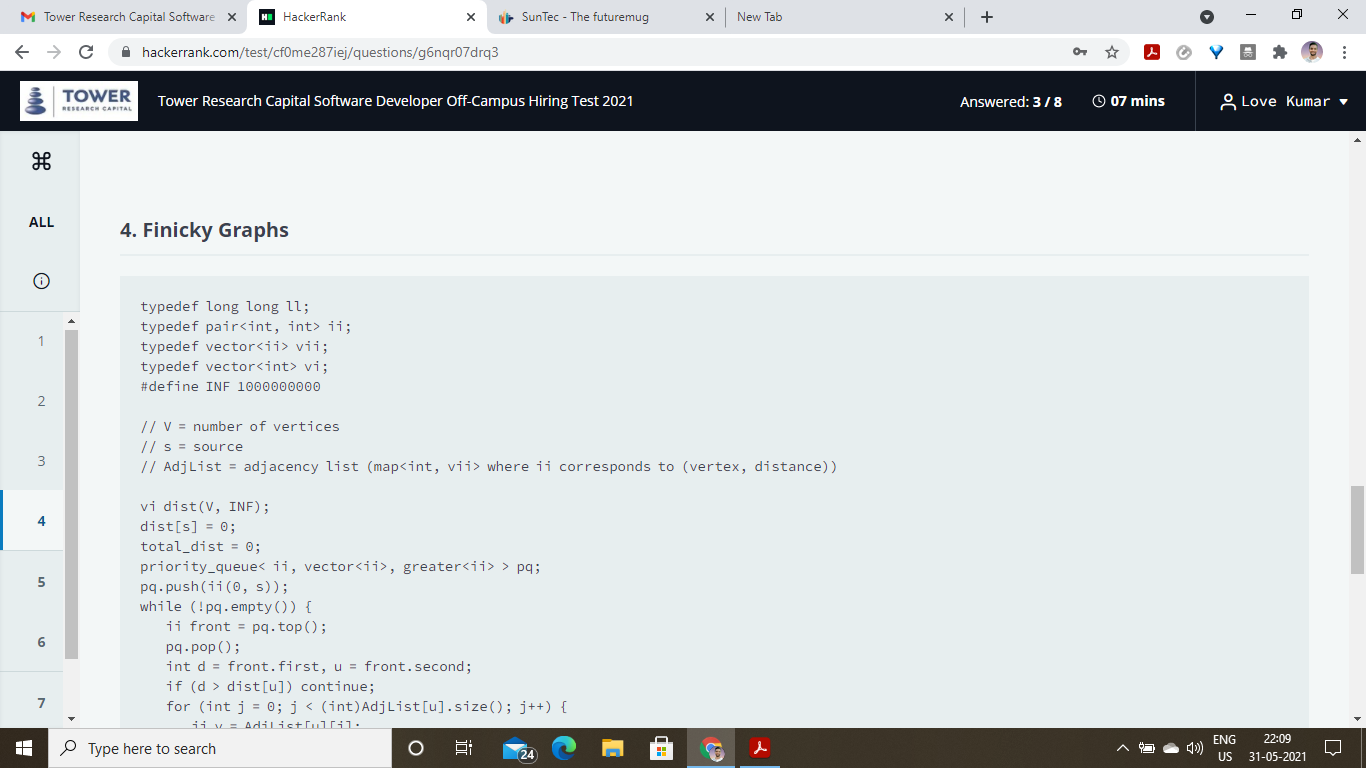 Tower Research Capital Software
HackerRank
SunTec - The futuremug
New Tab
hackerrank.com/test/cf0me287iej/questions/g6nqr07drq3
TOWER
RESEARCH CAPITAL
Tower Research Capital Software Developer Off-Campus Hiring Test 2021
Answered: 3 / 8
07 mins
Love Kumar
ALL
1
2
3
4
5
6
7
4. Finicky Graphs
typedef long long ll;
typedef pair<int, int> ii;
typedef vector<ii> vii;
typedef vector<int> vi;
#define INF 1000000000
// V = number of vertices
// s = source
// AdjList = adjacency list (map<int, vii> where ii corresponds to (vertex, distance))
vi dist(V, INF);
dist[s] = 0;
total_dist = 0;
priority_queue< ii, vector<ii>, greater<ii> > pq;
pq.push(ii(0, s));
while (!pq.empty()) {
ii front = pq.top();
pq.pop();
int d = front.first, u = front.second;
if (d > dist[u]) continue;
for (int j = 0; j < (int)AdjList[u].size(); j++) {
ii v = AdjList[u][j];
Type here to search
24
ENG
US
22:09
31-05-2021